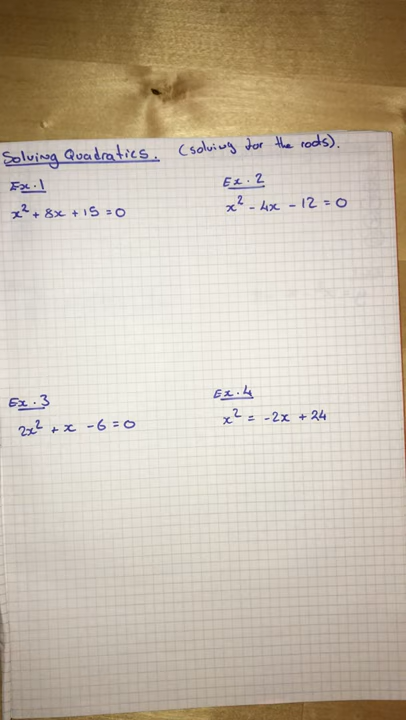 Solving Quadratics. (solving for the roots).
Ex.1
x² + 8x + 15 = 0
Ex. 2
x² - 4x - 12 = 0
Ex. 3
2x² + x - 6 = 0
Ex. 4
x² = -2x + 24